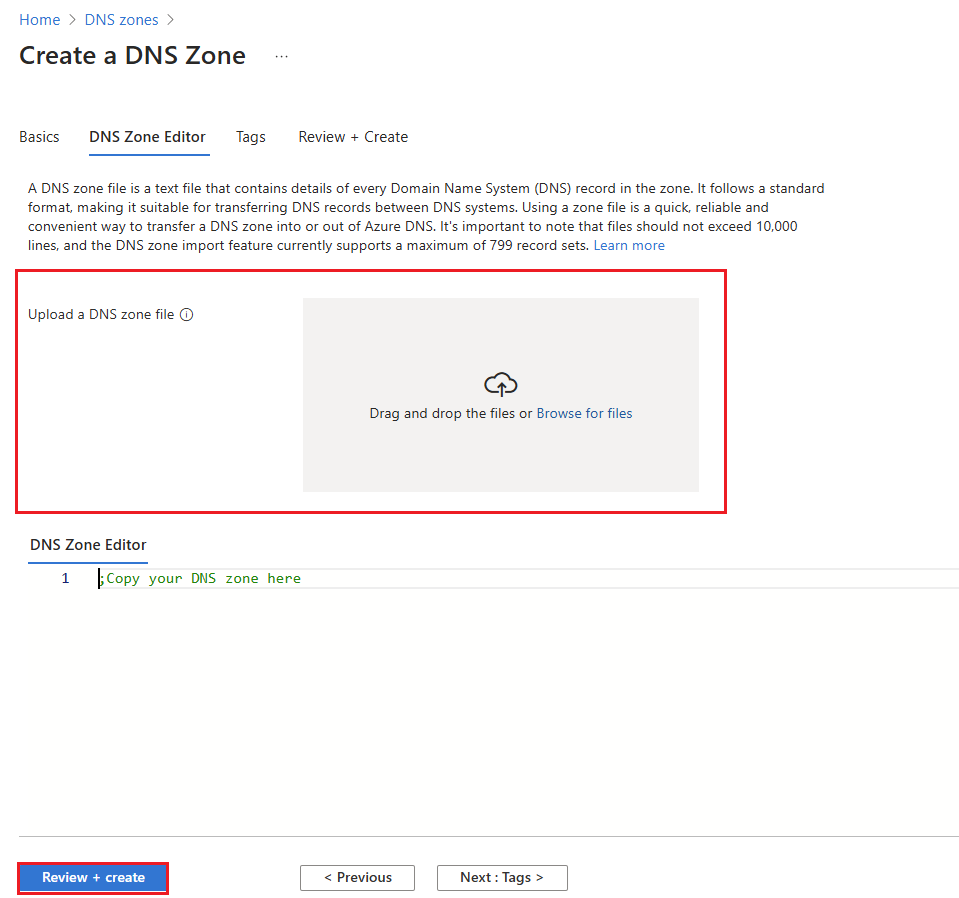 Home > DNS zones >
Create a DNS Zone ...
Basics DNS Zone Editor Tags Review + Create
A DNS zone file is a text file that contains details of every Domain Name System (DNS) record in the zone. It follows a standard
format, making it suitable for transferring DNS records between DNS systems. Using a zone file is a quick, reliable and
convenient way to transfer a DNS zone into or out of Azure DNS. It's important to note that files should not exceed 10,000
lines, and the DNS zone import feature currently supports a maximum of 799 record sets. Learn more
Upload a DNS zone file
Drag and drop the files or Browse for files
DNS Zone Editor
1 ;Copy your DNS zone here
Review + create < Previous Next : Tags >